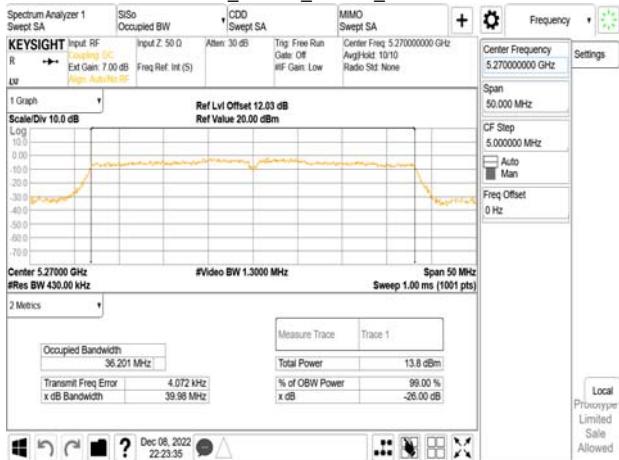 Spectrum Analyzer 1
Swept SA
SISo
Occupied BW
CDD
Swept SA
MIMO
Swept SA
Frequency
KEYSIGHT
R
LXI
Input: RF
Coupling: DC
Ext Gain: 7.00 dB
Align: Auto/No RF
Input Z: 50 Ω
Freq Ref: Int (S)
Atten: 30 dB
Trig: Free Run
Gate: Off
#IF Gain: Low
Center Freq: 5.270000000 GHz
Avg|Hold: 10/10
Radio Std: None
Center Frequency
5.270000000 GHz
Settings
Span
50.000 MHz
CF Step
5.000000 MHz
Auto
Man
Freq Offset
0 Hz
1 Graph
Scale/Div 10.0 dB
Ref Lvl Offset 12.03 dB
Ref Value 20.00 dBm
Log
10.0
0.00
-10.0
-20.0
-30.0
-40.0
-50.0
-60.0
-70.0
Center 5.27000 GHz
#Video BW 1.3000 MHz
Span 50 MHz
#Res BW 430.00 kHz
Sweep 1.00 ms (1001 pts)
2 Metrics
Measure Trace
Trace 1
Occupied Bandwidth
36.201 MHz
Total Power
13.8 dBm
Transmit Freq Error
4.072 kHz
% of OBW Power
99.00 %
x dB Bandwidth
39.98 MHz
x dB
-26.00 dB
Local
Prototype
Limited
Sale
Allowed
?
Dec 08, 2022
22:23:35